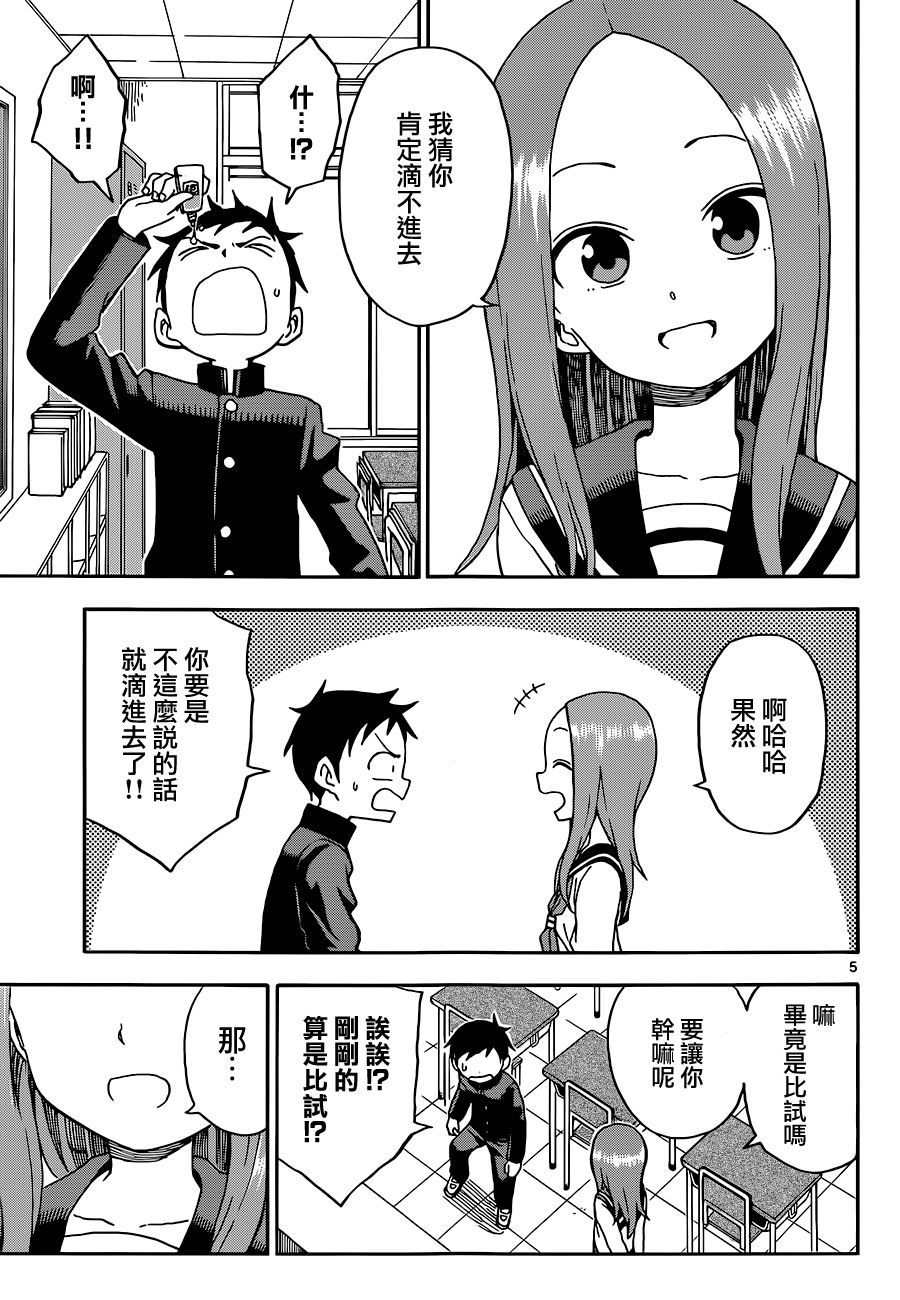 我猜你
肯定滴不進去
什…!?
啊…!!
啊哈哈
果然
你要是
不這麼説的話
就滴進去了!!
5
嘛
畢竟是比試嗎
要讓你
幹嘛呢
誒誒!?
剛剛的
算是比試!?
那…